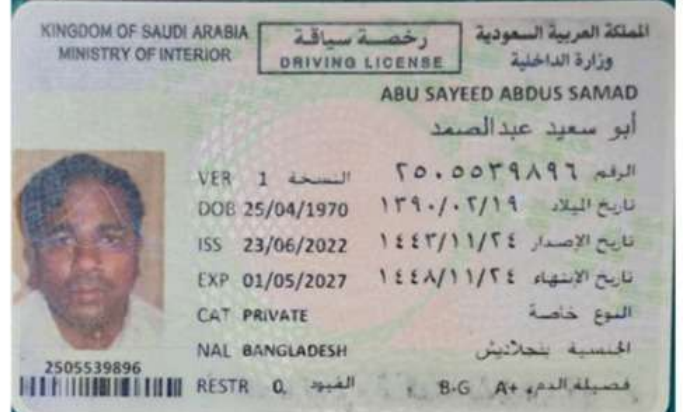 KINGDOM OF SAUDI ARABIA
MINISTRY OF INTERIOR
رخصة سياقة
DRIVING LICENSE
المملكة العربية السعودية
وزارة الداخلية
ABU SAYEED ABDUS SAMAD
أبو سعيد عبدالصمد
الرقم ٢٥٠٥٥٣٩٨٩٦
VER 1 النسخة
DOB 25/04/1970 ١٣٩٠/٠٢/١٩ تاريخ الميلاد
ISS 23/06/2022 ١٤٤٣/١١/٢٤ تاريخ الإصدار
EXP 01/05/2027 ١٤٤٨/١١/٢٤ تاريخ الإنتهاء
CAT PRIVATE النوع خاصة
NAL BANGLADESH الجنسية بنجلاديش
2505539896
RESTR 0, القيود B-G A+ فصيلة الدم